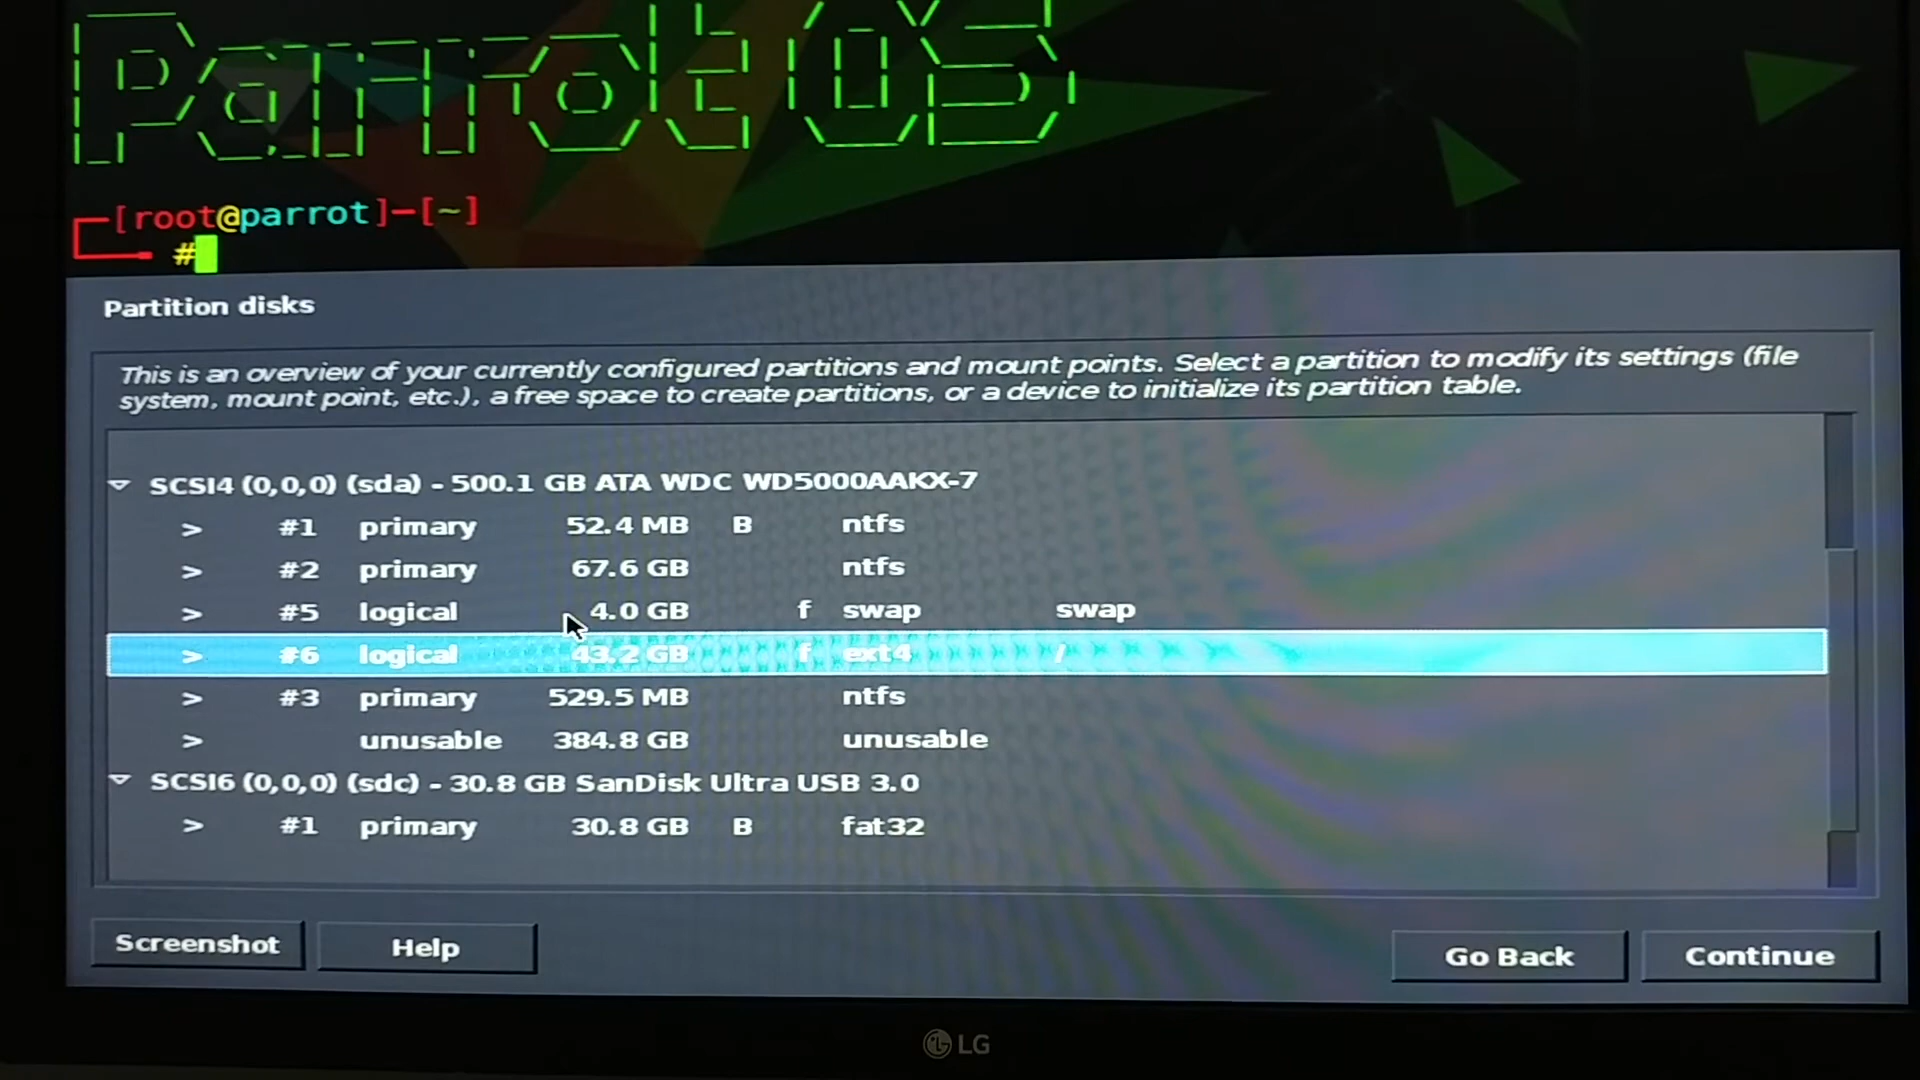 Parrot OS
[root@parrot]-[~]
#
Partition disks
This is an overview of your currently configured partitions and mount points. Select a partition to modify its settings (file
system, mount point, etc.), a free space to create partitions, or a device to initialize its partition table.
SCSI4 (0,0,0) (sda) - 500.1 GB ATA WDC WD5000AAKX-7
> #1 primary 52.4 MB B ntfs
> #2 primary 67.6 GB ntfs
> #5 logical 4.0 GB f swap swap
> #6 logical 43.2 GB f ext4 /
> #3 primary 529.5 MB ntfs
> unusable 384.8 GB unusable
SCSI6 (0,0,0) (sdc) - 30.8 GB SanDisk Ultra USB 3.0
> #1 primary 30.8 GB B fat32
Screenshot Help Go Back Continue
LG